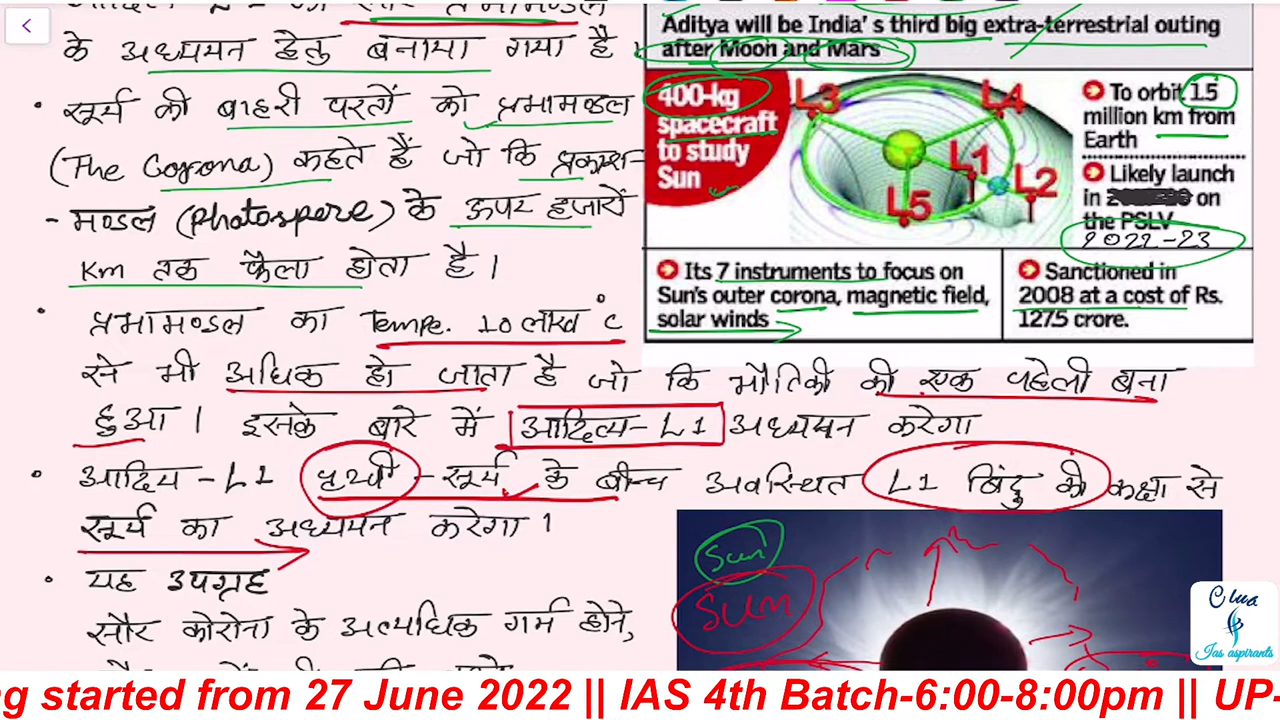 के अध्ययन हेतु बनाया गया है
• सूर्य की बाहरी परतों को प्रभामण्डल
(The Corona) कहते हैं जो कि प्रकाश-
- मण्डल (Photospere) के ऊपर हजारों
Km तक फैला होता है।
• प्रभामण्डल का Tempe. 10 लाख °C
से भी अधिक हो जाता है जो कि भौतिकी की एक पहेली बना
हुआ। इसके बारे में आदित्य-L1 अध्ययन करेगा
• आदित्य-L1 पृथ्वी-सूर्य के बीच अवस्थित L1 बिंदु की कक्षा से
सूर्य का अध्ययन करेगा।
• यह उपग्रह
सौर कोरोना के अत्यधिक गर्म होने,
Aditya will be India's third big extra-terrestrial outing
after Moon and Mars
400-kg
spacecraft
to study
Sun
L3
L4
L1
L2
L5
To orbit 1.5
million km from
Earth
Likely launch
in on
the PSLV
2022-23
Its 7 instruments to focus on
Sun's outer corona, magnetic field,
solar winds
Sanctioned in
2008 at a cost of Rs.
127.5 crore.
Sun
Sun
Clue
Ias aspirants
g started from 27 June 2022 || IAS 4th Batch-6:00-8:00pm || UP-